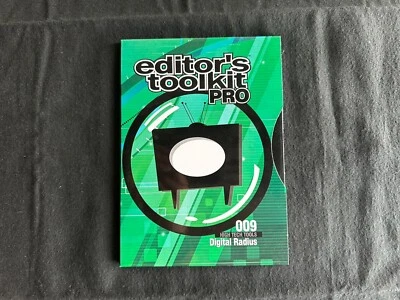 editor's
toolkit
PRO
009
HIGH TECH TOOLS
Digital Radius